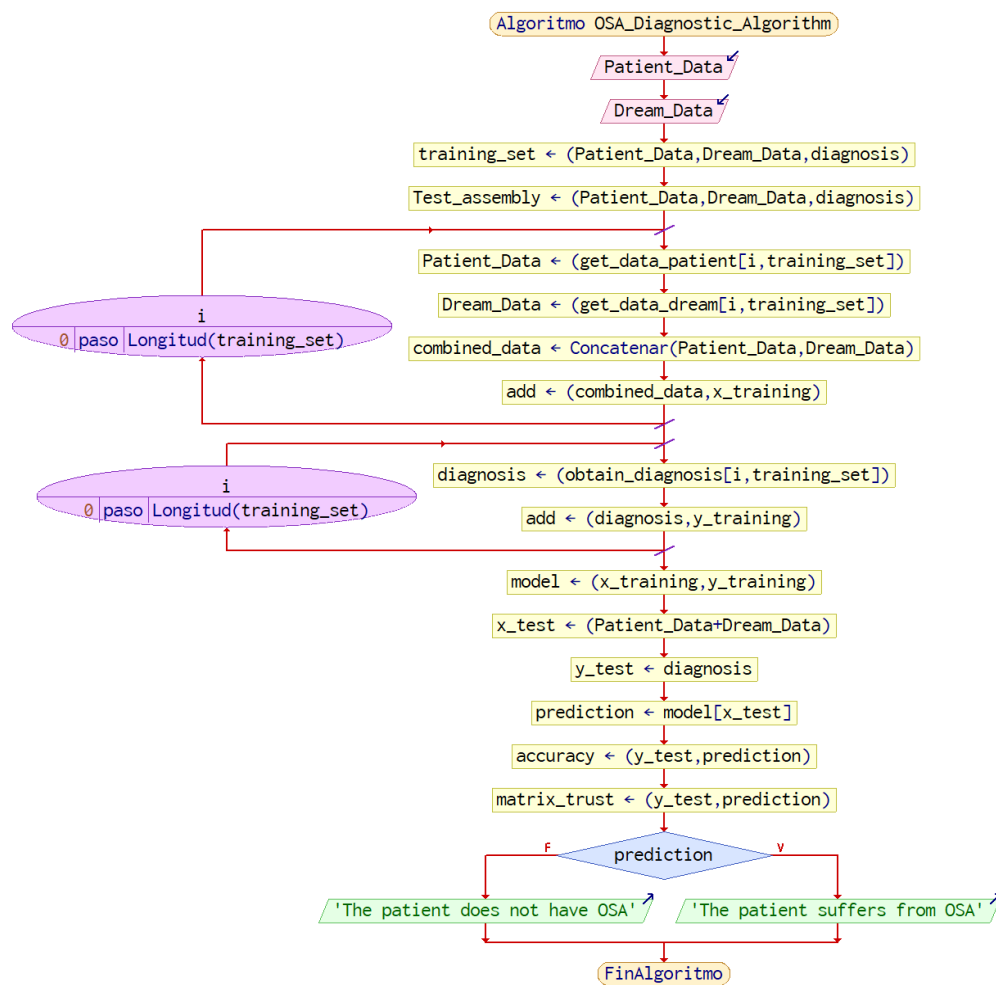 Algoritmo OSA_Diagnostic_Algorithm
Patient_Data
Dream_Data
training_set ← (Patient_Data,Dream_Data,diagnosis)
Test_assembly ← (Patient_Data,Dream_Data,diagnosis)
i
0 paso Longitud(training_set)
Patient_Data ← (get_data_patient[i,training_set])
Dream_Data ← (get_data_dream[i,training_set])
combined_data ← Concatenar(Patient_Data,Dream_Data)
add ← (combined_data,x_training)
i
0 paso Longitud(training_set)
diagnosis ← (obtain_diagnosis[i,training_set])
add ← (diagnosis,y_training)
model ← (x_training,y_training)
x_test ← (Patient_Data+Dream_Data)
y_test ← diagnosis
prediction ← model[x_test]
accuracy ← (y_test,prediction)
matrix_trust ← (y_test,prediction)
F
prediction
V
'The patient does not have OSA'
'The patient suffers from OSA'
FinAlgoritmo